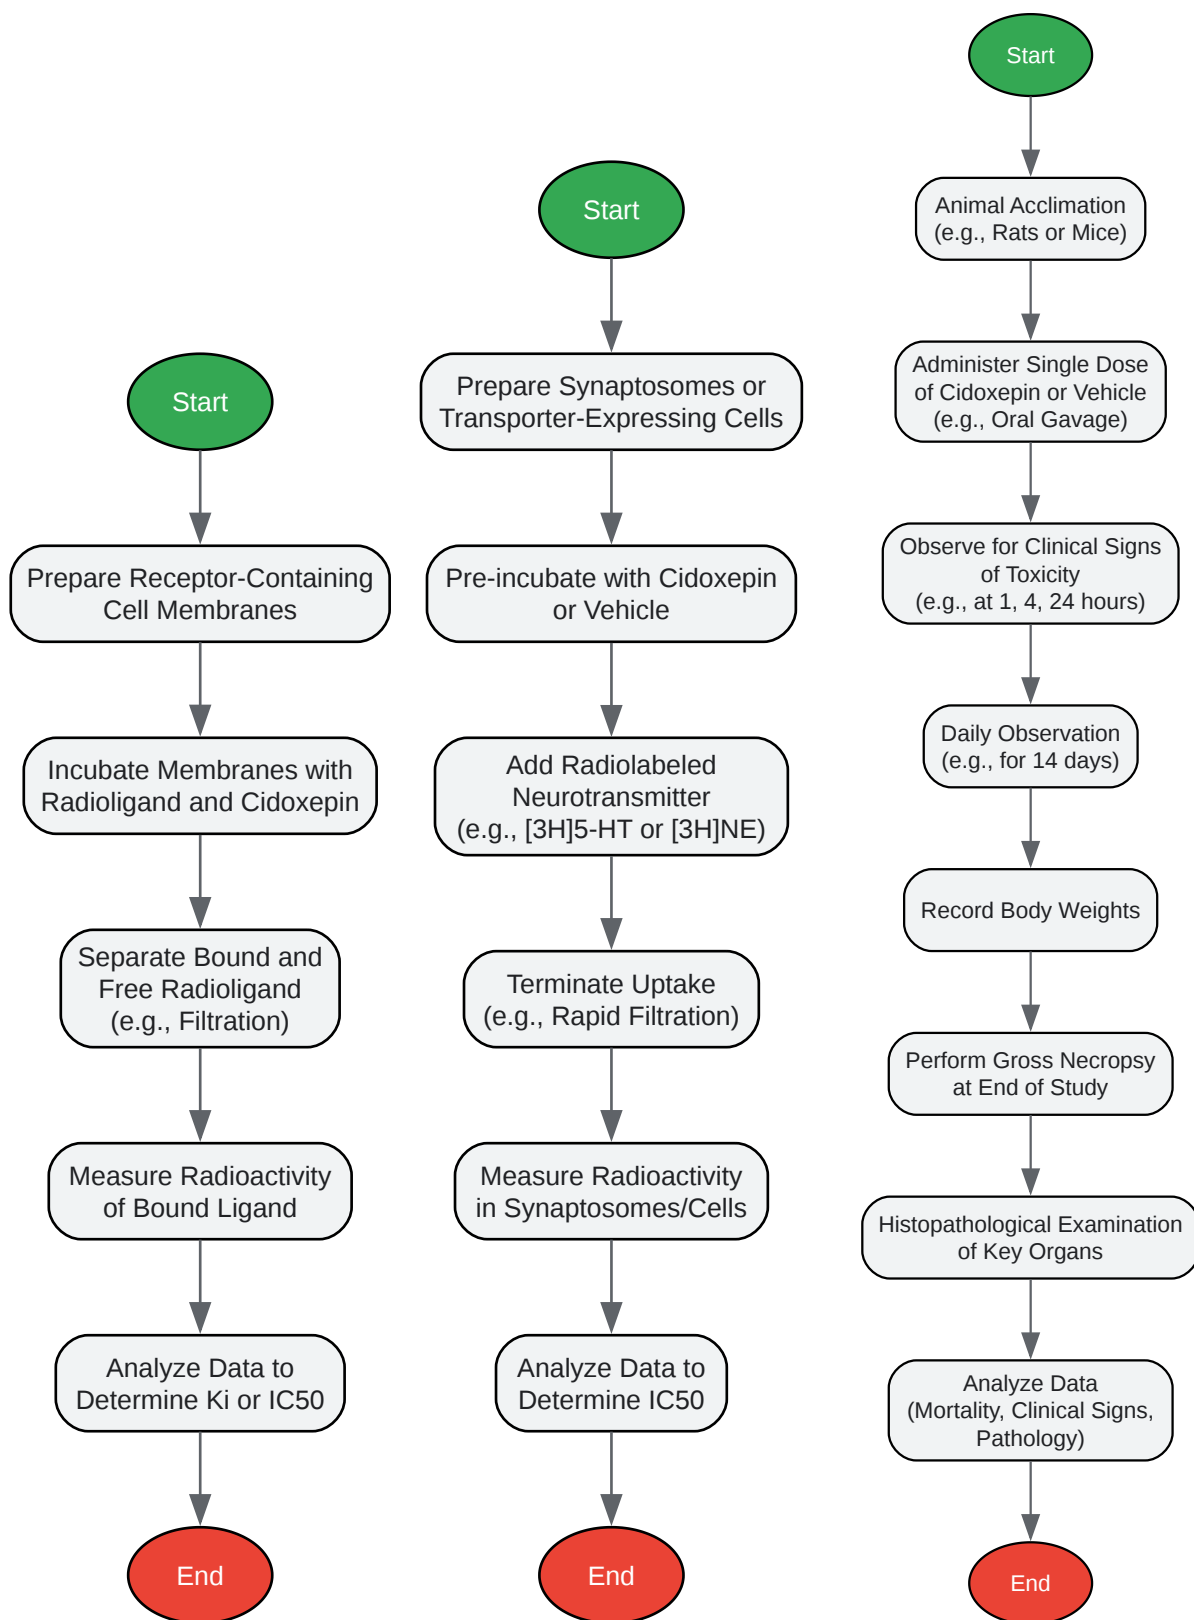 Start
Prepare Receptor-Containing
Cell Membranes
Incubate Membranes with
Radioligand and Cidoxepin
Separate Bound and
Free Radioligand
(e.g., Filtration)
Measure Radioactivity
of Bound Ligand
Analyze Data to
Determine Ki or IC50
End
Start
Prepare Synaptosomes or
Transporter-Expressing Cells
Pre-incubate with Cidoxepin
or Vehicle
Add Radiolabeled
Neurotransmitter
(e.g., [3H]5-HT or [3H]NE)
Terminate Uptake
(e.g., Rapid Filtration)
Measure Radioactivity
in Synaptosomes/Cells
Analyze Data to
Determine IC50
End
Start
Animal Acclimation
(e.g., Rats or Mice)
Administer Single Dose
of Cidoxepin or Vehicle
(e.g., Oral Gavage)
Observe for Clinical Signs
of Toxicity
(e.g., at 1, 4, 24 hours)
Daily Observation
(e.g., for 14 days)
Record Body Weights
Perform Gross Necropsy
at End of Study
Histopathological Examination
of Key Organs
Analyze Data
(Mortality, Clinical Signs,
Pathology)
End